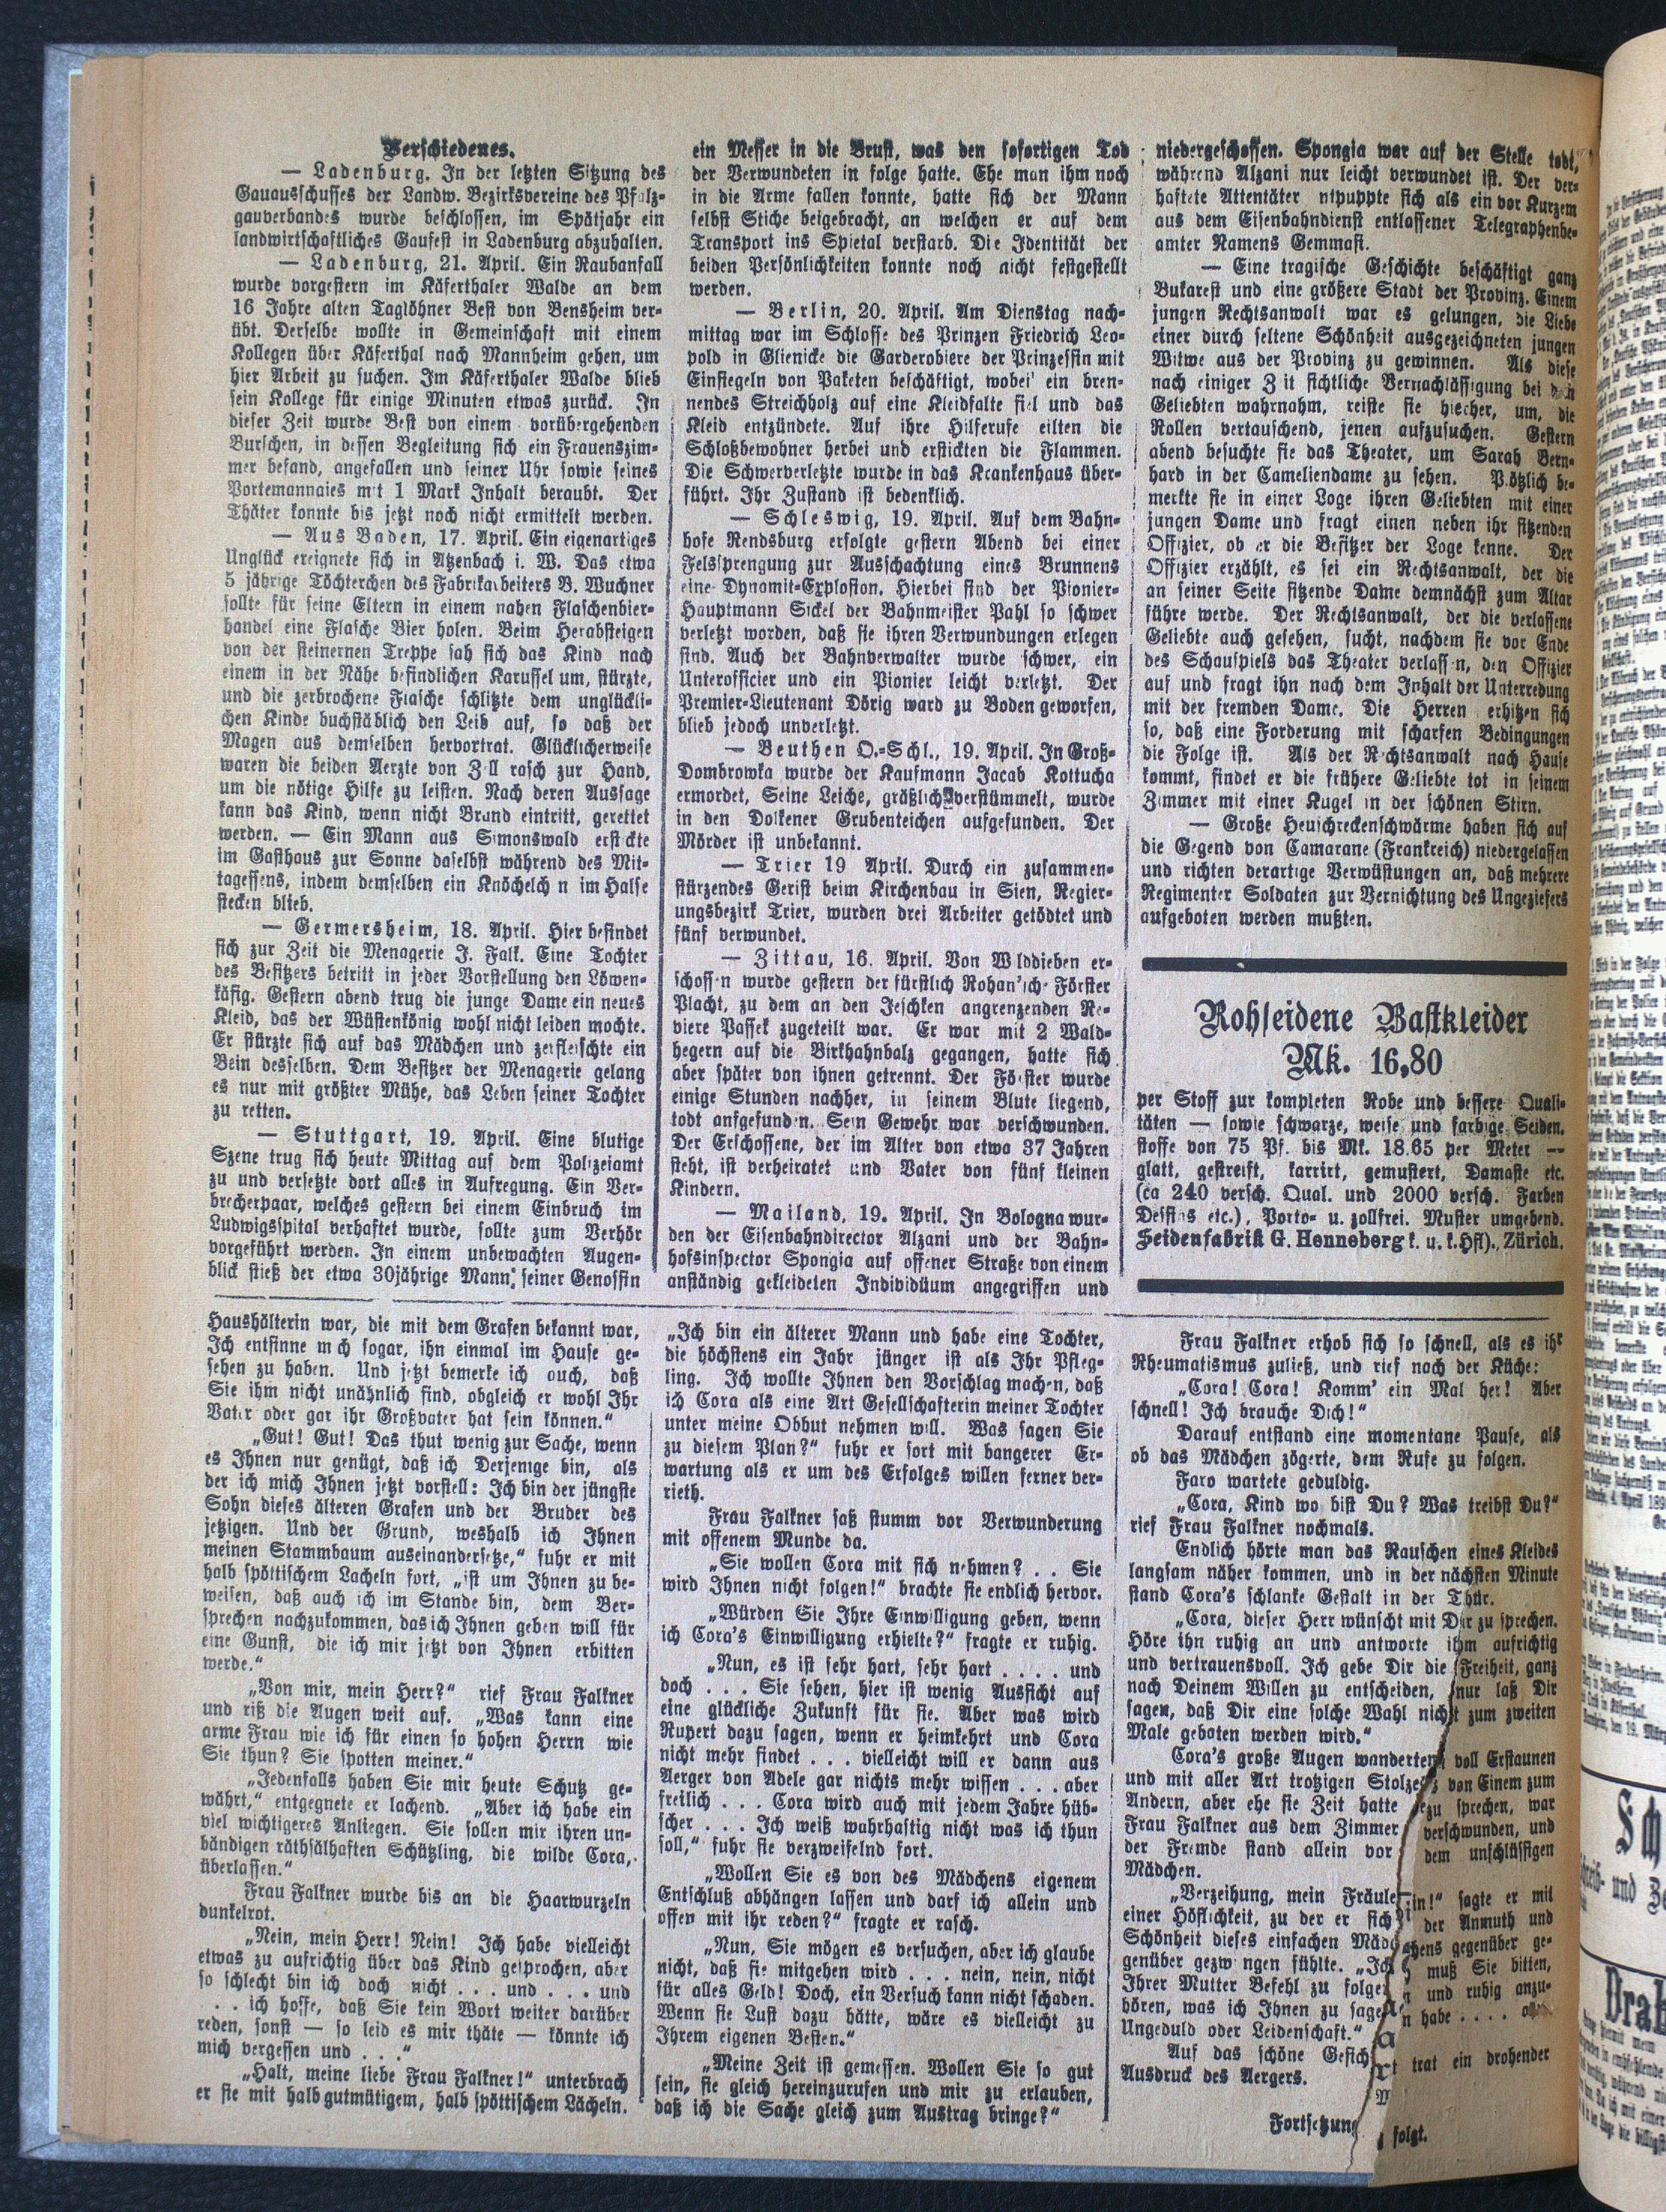 Verschiedenes.
— Ladenburg. In der letzten Sitzung des
Gauausschusses der Landw. Bezirksvereine des Pfalz-
gauverbandes wurde beschlossen, im Spätjahr ein
landwirtschaftliches Gaufest in Ladenburg abzuhalten.
— Ladenburg, 21. April. Ein Raubanfall
wurde vorgestern im Käferthaler Walde an dem
16 Jahre alten Taglöhner Best von Bensheim ver-
übt. Derselbe wollte in Gemeinschaft mit einem
Kollegen über Käferthal nach Mannheim gehen, um
hier Arbeit zu suchen. Im Käferthaler Walde blieb
sein Kollege für einige Minuten etwas zurück. In
dieser Zeit wurde Best von einem vorübergehenden
Burschen, in dessen Begleitung sich ein Frauenszim-
mer befand, angefallen und seiner Uhr sowie seines
Portemannaies mit 1 Mark Inhalt beraubt. Der
Thäter konnte bis jetzt noch nicht ermittelt werden.
— Aus Baden, 17. April. Ein eigenartiges
Unglück ereignete sich in Atzenbach i. W. Das etwa
5 jährige Töchterchen des Fabrikarbeiters B. Wuchner
sollte für seine Eltern in einem nahen Flaschenbier-
handel eine Flasche Bier holen. Beim Herabsteigen
von der steinernen Treppe sah sich das Kind nach
einem in der Nähe befindlichen Karussel um, stürzte,
und die zerbrochene Flasche schlitzte dem unglückli-
chen Kinde buchstäblich den Leib auf, so daß der
Magen aus demselben hervortrat. Glücklicherweise
waren die beiden Aerzte von Zell rasch zur Hand,
um die nötige Hilfe zu leisten. Nach deren Aussage
kann das Kind, wenn nicht Brand eintritt, gerettet
werden. — Ein Mann aus Simonswald erstickte
im Gasthaus zur Sonne daselbst während des Mit-
tagessens, indem demselben ein Knöchelch n im Halse
stecken blieb.
— Germersheim, 18. April. Hier befindet
sich zur Zeit die Menagerie J. Falk. Eine Tochter
des Besitzers betritt in jeder Vorstellung den Löwen-
käfig. Gestern abend trug die junge Dame ein neues
Kleid, das der Wüstenkönig wohl nicht leiden mochte.
Er stürzte sich auf das Mädchen und zerfleischte ein
Bein desselben. Dem Besitzer der Menagerie gelang
es nur mit größter Mühe, das Leben seiner Tochter
zu retten.
— Stuttgart, 19. April. Eine blutige
Szene trug sich heute Mittag auf dem Polizeiamt
zu und versetzte dort alles in Aufregung. Ein Ver-
brecherpaar, welches gestern bei einem Einbruch im
Ludwigsspital verhaftet wurde, sollte zum Verhör
vorgeführt werden. In einem unbewachten Augen-
blick stieß der etwa 30jährige Mann seiner Genossin
ein Messer in die Brust, was den sofortigen Tod
der Verwundeten in folge hatte. Ehe man ihm noch
in die Arme fallen konnte, hatte sich der Mann
selbst Stiche beigebracht, an welchen er auf dem
Transport ins Spietal verstarb. Die Identität der
beiden Persönlichkeiten konnte noch nicht festgestellt
werden.
— Berlin, 20. April. Am Dienstag nach-
mittag war im Schlosse des Prinzen Friedrich Leo-
pold in Glienicke die Garderobiere der Prinzessin mit
Einsiegeln von Paketen beschäftigt, wobei ein bren-
nendes Streichholz auf eine Kleidfalte fiel und das
Kleid entzündete. Auf ihre Hilferufe eilten die
Schloßbewohner herbei und erstickten die Flammen.
Die Schwerverletzte wurde in das Krankenhaus über-
führt. Ihr Zustand ist bedenklich.
— Schleswig, 19. April. Auf dem Bahn-
hofe Rendsburg erfolgte gestern Abend bei einer
Felssprengung zur Ausschachtung eines Brunnens
eine Dynamit-Explosion. Hierbei sind der Pionier-
Hauptmann Sickel der Bahnmeister Pahl so schwer
verletzt worden, daß sie ihren Verwundungen erlegen
sind. Auch der Bahnverwalter wurde schwer, ein
Unterofficier und ein Pionier leicht verletzt. Der
Premier-Lieutenant Dörig ward zu Boden geworfen,
blieb jedoch unverletzt.
— Beuthen O.-Schl., 19. April. In Groß-
Dombrowka wurde der Kaufmann Jacab Kottucha
ermordet, Seine Leiche, gräßlich verstümmelt, wurde
in den Dolkener Grubenteichen aufgefunden. Der
Mörder ist unbekannt.
— Trier 19 April. Durch ein zusammen-
stürzendes Gerist beim Kirchenbau in Sien, Regier-
ungsbezirk Trier, wurden drei Arbeiter getödtet und
fünf verwundet.
— Zittau, 16. April. Von W lddieben er-
schoss n wurde gestern der fürstlich Rohan'sche Förster
Placht, zu dem an den Jeschken angrenzenden Re-
viere Passek zugeteilt war. Er war mit 2 Wald-
hegern auf die Birkhahnbalz gegangen, hatte sich
aber später von ihnen getrennt. Der Förster wurde
einige Stunden nachher, in seinem Blute liegend,
todt aufgefunden. Sein Gewehr war verschwunden.
Der Erschossene, der im Alter von etwa 37 Jahren
steht, ist verheiratet und Vater von fünf kleinen
Kindern.
— Mailand, 19. April. In Bologna wur-
den der Eisenbahndirector Alzani und der Bahn-
hofsinspector Spongia auf offener Straße von einem
anständig gekleideten Individüum angegriffen und
niedergeschossen. Spongia war auf der Stelle todt,
während Alzani nur leicht verwundet ist. Der ver-
haftete Attentäter ntpuppte sich als ein vor Kurzem
aus dem Eisenbahndienst entlassener Telegraphenbe-
amter Namens Gemmasi.
— Eine tragische Geschichte beschäftigt ganz
Bukarest und eine größere Stadt der Provinz. Einem
jungen Rechtsanwalt war es gelungen, die Liebe
einer durch seltene Schönheit ausgezeichneten jungen
Witwe aus der Provinz zu gewinnen. Als diese
nach einiger Z it sichtliche Vernachlässigung bei den
Geliebten wahrnahm, reiste sie hiecher, um, die
Rollen vertauschend, jenen aufzusuchen. Gestern
abend besuchte sie das Theater, um Sarah Bern-
hard in der Cameliendame zu sehen. P ötzlich be-
merkte sie in einer Loge ihren Geliebten mit einer
jungen Dame und fragt einen neben ihr sitzenden
Offizier, ob er die Besitzer der Loge kenne. Der
Offizier erzählt, es sei ein Rechtsanwalt, der die
an seiner Seite sitzende Dame demnächst zum Altar
führe werde. Der Rechtsanwalt, der die verlassene
Geliebte auch gesehen, sucht, nachdem sie vor Ende
des Schauspiels das Theater verlass n, den Offizier
auf und fragt ihn nach dem Inhalt der Unterredung
mit der fremden Dame. Die Herren erhitzen sich
so, daß eine Forderung mit scharfen Bedingungen
die Folge ist. Als der Rechtsanwalt nach Hause
kommt, findet er die frühere Geliebte tot in seinem
Zimmer mit einer Kugel in der schönen Stirn.
— Große Heuschreckenschwärme haben sich auf
die Gegend von Camarane (Frankreich) niedergelassen
und richten derartige Verwüstungen an, daß mehrere
Regimenter Soldaten zur Vernichtung des Ungeziefers
aufgeboten werden mußten.
Rohseidene Bastkleider
Mk. 16,80
per Stoff zur kompleten Robe und bessere Quali-
täten — sowie schwarze, weise und farbige Seiden.
stoffe von 75 Pf. bis Mk. 18.65 per Meter —
glatt, gestreift, karrirt, gemustert, Damaste etc.
(ca 240 versch. Qual. und 2000 versch. Farben
Dessins etc.), Porto- u. zollfrei. Muster umgehend.
Seidenfabrik G. Henneberg k. u. k. Hfl)., Zürich.
Haushälterin war, die mit dem Grafen bekannt war,
Ich entsinne mich sogar, ihn einmal im Hause ge-
sehen zu haben. Und jetzt bemerke ich auch, daß
Sie ihm nicht unähnlich sind, obgleich er wohl Ihr
Vater oder gar ihr Großvater hat sein können.“
„Gut! Gut! Das thut wenig zur Sache, wenn
es Ihnen nur genügt, daß ich Derjenige bin, als
der ich mich Ihnen jetzt vorstell: Ich bin der jüngste
Sohn dieses älteren Grafen und der Bruder des
jetzigen. Und der Grund, weshalb ich Ihnen
meinen Stammbaum auseinandersetze,“ fuhr er mit
halb spöttischem Lächeln fort, „ist um Ihnen zu be-
weisen, daß auch ich im Stande bin, dem Ver-
sprechen nachzukommen, das ich Ihnen geben will für
eine Gunst, die ich mir jetzt von Ihnen erbitten
werde.“
„Von mir, mein Herr?“ rief Frau Falkner
und riß die Augen weit auf. „Was kann eine
arme Frau wie ich für einen so hohen Herrn wie
Sie thun? Sie spotten meiner.“
„Jedenfalls haben Sie mir heute Schutz ge-
währt,“ entgegnete er lachend. „Aber ich habe ein
viel wichtigeres Anliegen. Sie sollen mir ihren un-
bändigen räthsälhaften Schützling, die wilde Cora,
überlassen.“
Frau Falkner wurde bis an die Haarwurzeln
dunkelrot.
„Nein, mein Herr! Nein! Ich habe vielleicht
etwas zu aufrichtig über das Kind gesprochen, aber
so schlecht bin ich doch nicht . . . und . . . und
. . ich hoffe, daß Sie kein Wort weiter darüber
reden, sonst — so leid es mir thäte — könnte ich
mich vergessen und . . .“
„Halt, meine liebe Frau Falkner!“ unterbrach
er sie mit halb gutmütigem, halb spöttischem Lächeln.
„Ich bin ein älterer Mann und habe eine Tochter,
die höchstens ein Jahr jünger ist als Ihr Pfleg-
ling. Ich wollte Ihnen den Vorschlag machen, daß
ich Cora als eine Art Gesellschafterin meiner Tochter
unter meine Obhut nehmen will. Was sagen Sie
zu diesem Plan?“ fuhr er fort mit bangerer Er-
wartung als er um des Erfolges willen ferner ver-
rieth.
Frau Falkner saß stumm vor Verwunderung
mit offenem Munde da.
„Sie wollen Cora mit sich nehmen? . . Sie
wird Ihnen nicht folgen!“ brachte sie endlich hervor.
„Würden Sie Ihre Einwilligung geben, wenn
ich Cora's Einwilligung erhielte?“ fragte er ruhig.
„Nun, es ist sehr hart, sehr hart . . . . und
doch . . . Sie sehen, hier ist wenig Aussicht auf
eine glückliche Zukunft für sie. Aber was wird
Rupert dazu sagen, wenn er heimkehrt und Cora
nicht mehr findet . . . vielleicht will er dann aus
Aerger von Adele gar nichts mehr wissen . . . aber
freilich . . . Cora wird auch mit jedem Jahre hüb-
scher . . . Ich weiß wahrhaftig nicht was ich thun
soll,“ fuhr sie verzweifelnd fort.
„Wollen Sie es von des Mädchens eigenem
Entschluß abhängen lassen und darf ich allein und
offen mit ihr reden?“ fragte er rasch.
„Nun, Sie mögen es versuchen, aber ich glaube
nicht, daß sie mitgehen wird . . . nein, nein, nicht
für alles Geld! Doch, ein Versuch kann nicht schaden.
Wenn sie Lust dazu hätte, wäre es vielleicht zu
Ihrem eigenen Besten.“
„Meine Zeit ist gemessen. Wollen Sie so gut
sein, sie gleich hereinzurufen und mir zu erlauben,
daß ich die Sache gleich zum Austrag bringe?“
Frau Falkner erhob sich so schnell, als es ihr
Rheumatismus zuließ, und rief nach der Küche:
„Cora! Cora! Komm' ein Mal her! Aber
schnell! Ich brauche Dich!“
Darauf entstand eine momentane Pause, als
ob das Mädchen zögerte, dem Rufe zu folgen.
Faro wartete geduldig.
„Cora, Kind wo bist Du? Was treibst Du?“
rief Frau Falkner nochmals.
Endlich hörte man das Rauschen eines Kleides
langsam näher kommen, und in der nächsten Minute
stand Cora's schlanke Gestalt in der Thür.
„Cora, dieser Herr wünscht mit Dir zu sprechen.
Höre ihn ruhig an und antworte ihm aufrichtig
und vertrauensvoll. Ich gebe Dir die Freiheit, ganz
nach Deinem Willen zu entscheiden, nur laß Dir
sagen, daß Dir eine solche Wahl nicht zum zweiten
Male geboten werden wird.“
Cora's große Augen wanderten voll Erstaunen
und mit aller Art trotzigen Stolzes von Einem zum
Andern, aber ehe sie Zeit hatte zu sprechen, war
Frau Falkner aus dem Zimmer verschwunden, und
der Fremde stand allein vor dem unschlüssigen
Mädchen.
„Verzeihung, mein Fräulein!“ sagte er mit
einer Höflichkeit, zu der er sich der Anmuth und
Schönheit dieses einfachen Mädchens gegenüber ge-
genüber gezw ngen fühlte. „Ich muß Sie bitten,
Ihrer Mutter Befehl zu folgen und ruhig anzu-
hören, was ich Ihnen zu sagen habe . . . .
Ungeduld oder Leidenschaft.“
Auf das schöne Gesicht trat ein drohender
Ausdruck des Aergers.
Fortsetzung folgt.